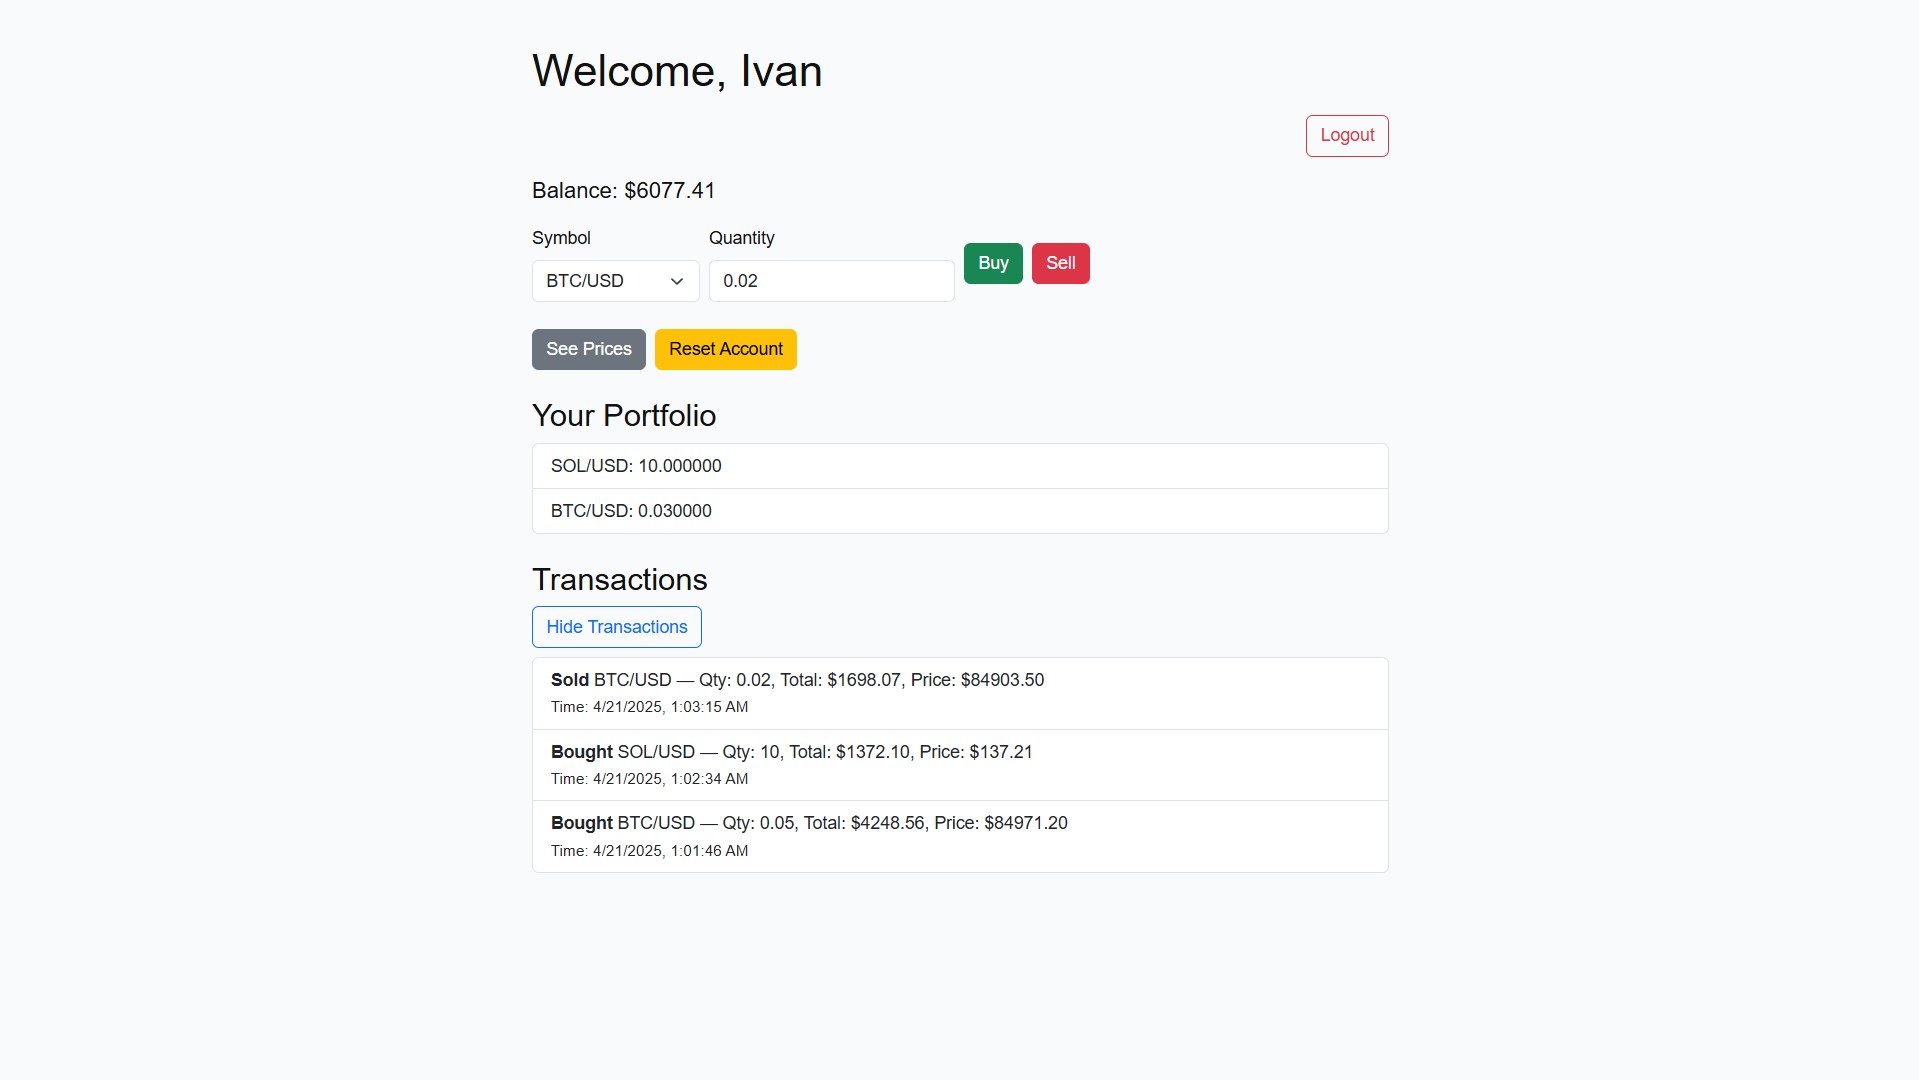 Welcome, Ivan
Logout
Balance: $6077.41
Symbol
Quantity
BTC/USD
0.02
Buy
Sell
See Prices
Reset Account
Your Portfolio
SOL/USD: 10.000000
BTC/USD: 0.030000
Transactions
Hide Transactions
Sold BTC/USD — Qty: 0.02, Total: $1698.07, Price: $84903.50
Time: 4/21/2025, 1:03:15 AM
Bought SOL/USD — Qty: 10, Total: $1372.10, Price: $137.21
Time: 4/21/2025, 1:02:34 AM
Bought BTC/USD — Qty: 0.05, Total: $4248.56, Price: $84971.20
Time: 4/21/2025, 1:01:46 AM